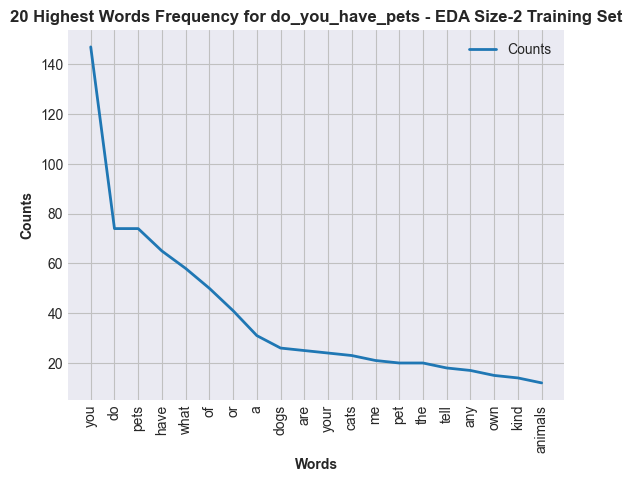 20 Highest Words Frequency for do_you_have_pets - EDA Size-2 Training Set
Counts
140
120
100
80
60
40
20
Counts
you
do
pets
have
what
of
or
a
dogs
are
your
cats
me
pet
the
tell
any
own
kind
animals
Words